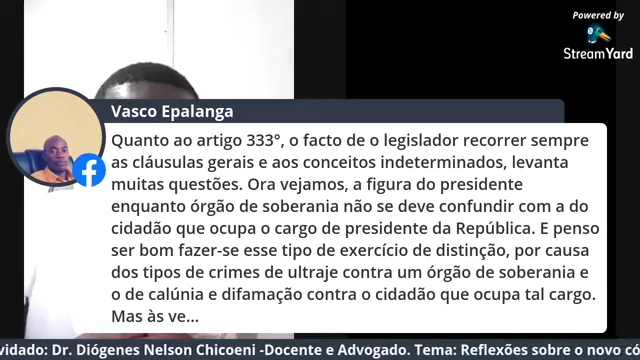 Powered by
StreamYard
Vasco Epalanga
Quanto ao artigo 333°, o facto de o legislador recorrer sempre
as cláusulas gerais e aos conceitos indeterminados, levanta
muitas questões. Ora vejamos, a figura do presidente
enquanto órgão de soberania não se deve confundir com a do
cidadão que ocupa o cargo de presidente da República. E penso
ser bom fazer-se esse tipo de exercício de distinção, por causa
dos tipos de crimes de ultraje contra um órgão de soberania e
o de calúnia e difamação contra o cidadão que ocupa tal cargo.
Mas às ve...
vidado: Dr. Diógenes Nelson Chicoeni -Docente e Advogado. Tema: Reflexões sobre o novo có